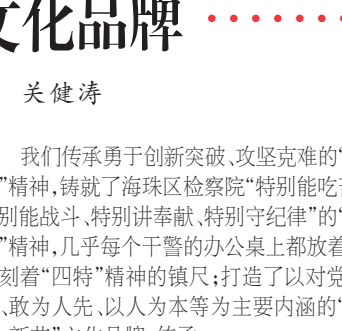 文化品牌
关健涛
我们传承勇于创新突破、攻坚克难的“
”精神,铸就了海珠区检察院“特别能吃
别能战斗、特别讲奉献、特别守纪律”的“
”精神,几乎每个干警的办公桌上都放着
刻着“四特”精神的镇尺;打造了以对党
、敢为人先、以人为本等为主要内涵的“